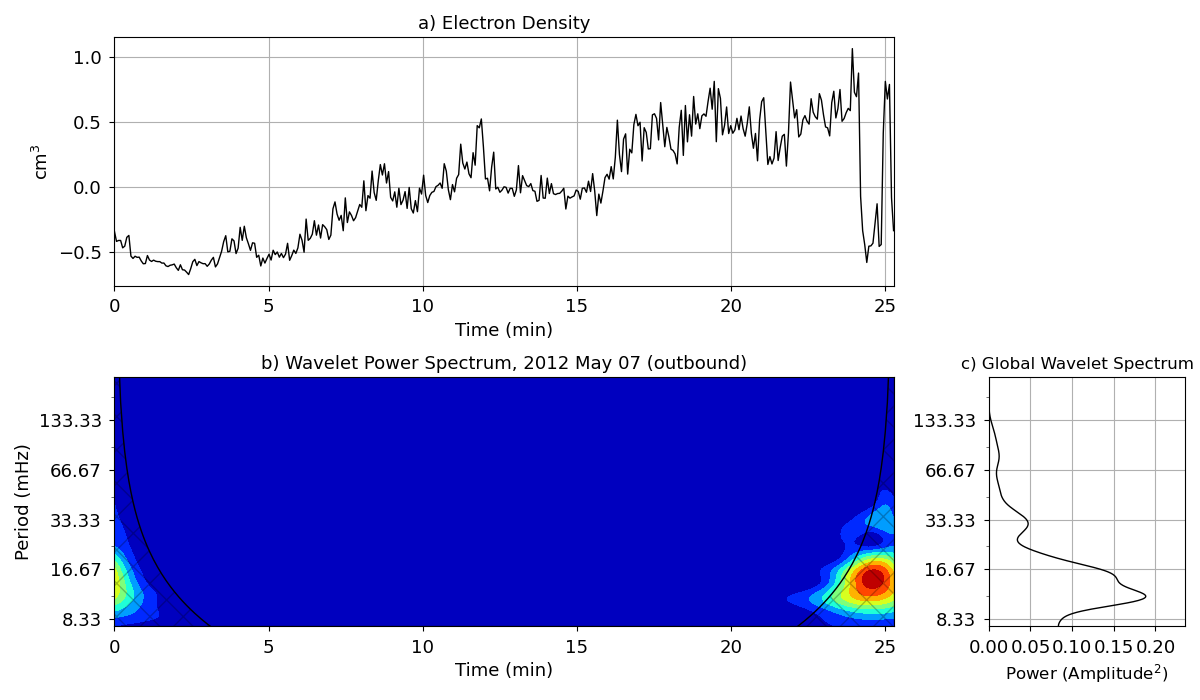 a) Electron Density
1.0
0.5
0.0
−0.5
cm³
0 5 10 15 20 25
Time (min)
b) Wavelet Power Spectrum, 2012 May 07 (outbound)
133.33
66.67
33.33
16.67
8.33
Period (mHz)
0 5 10 15 20 25
Time (min)
c) Global Wavelet Spectrum
133.33
66.67
33.33
16.67
8.33
0.00 0.05 0.10 0.15 0.20
Power (Amplitude²)